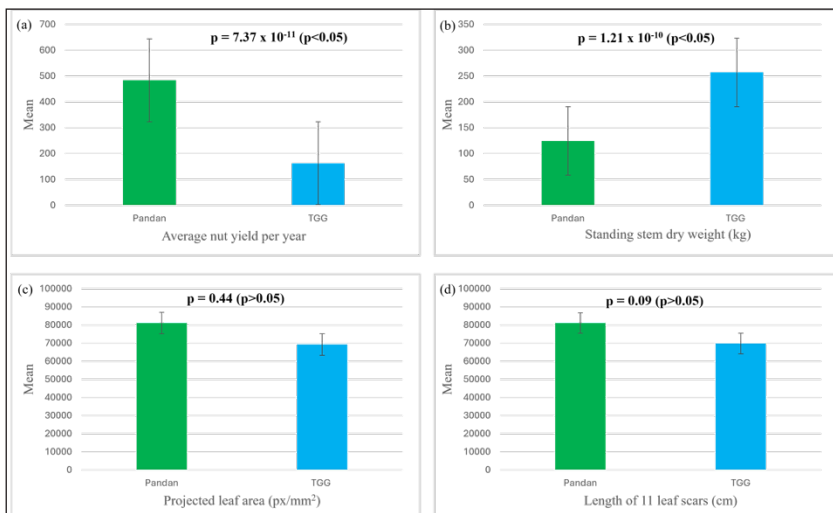 (a)
p = 7.37 x 10⁻¹¹ (p<0.05)
700
600
500
400
300
200
100
0
Mean
Pandan TGG
Average nut yield per year
(b)
p = 1.21 x 10⁻¹⁰ (p<0.05)
350
300
250
200
150
100
50
0
Mean
Pandan TGG
Standing stem dry weight (kg)
(c)
p = 0.44 (p>0.05)
100000
90000
80000
70000
60000
50000
40000
30000
20000
10000
0
Mean
Pandan TGG
Projected leaf area (px/mm²)
(d)
p = 0.09 (p>0.05)
100000
90000
80000
70000
60000
50000
40000
30000
20000
10000
0
Mean
Pandan TGG
Length of 11 leaf scars (cm)